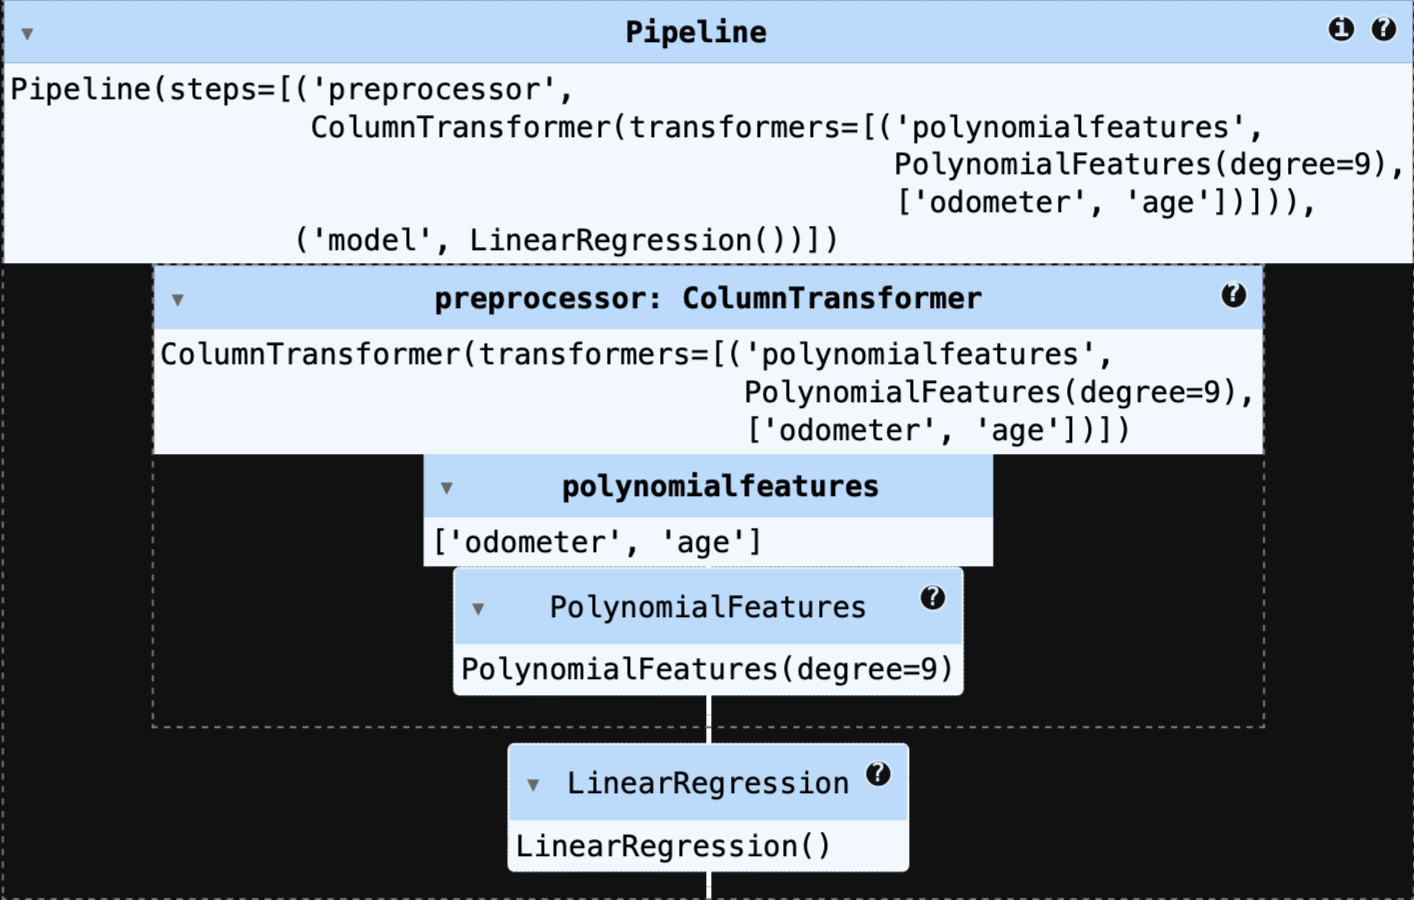 Pipeline
i ?
Pipeline(steps=[('preprocessor',
ColumnTransformer(transformers=[('polynomialfeatures',
PolynomialFeatures(degree=9),
['odometer', 'age'])])),
('model', LinearRegression())])
preprocessor: ColumnTransformer
?
ColumnTransformer(transformers=[('polynomialfeatures',
PolynomialFeatures(degree=9),
['odometer', 'age'])])
polynomialfeatures
['odometer', 'age']
PolynomialFeatures
?
PolynomialFeatures(degree=9)
LinearRegression
?
LinearRegression()